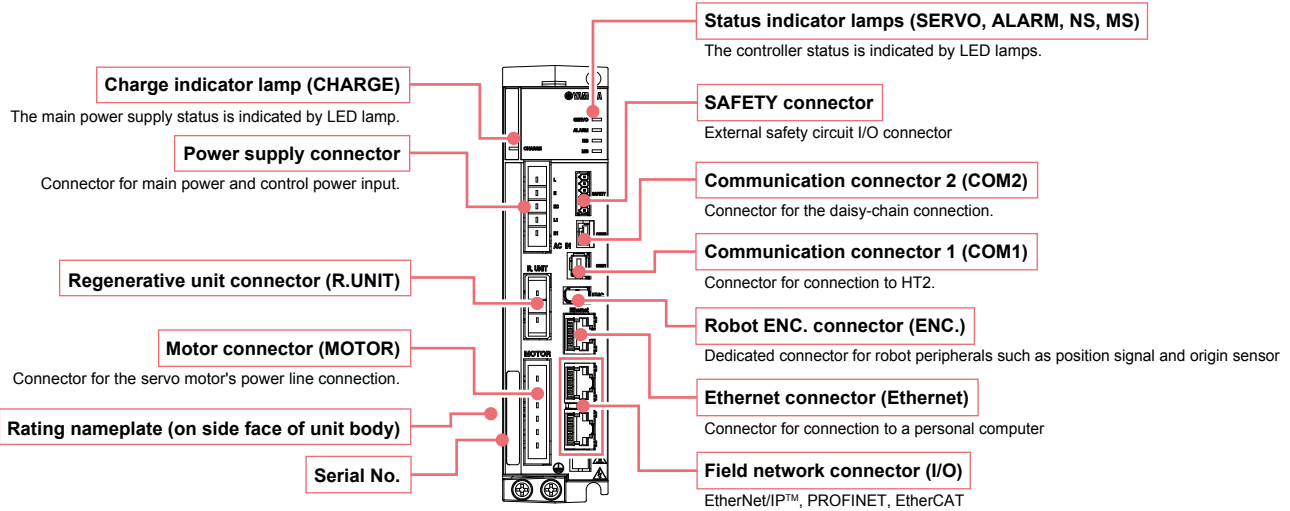 Status indicator lamps (SERVO, ALARM, NS, MS)
The controller status is indicated by LED lamps.
Charge indicator lamp (CHARGE)
The main power supply status is indicated by LED lamp.
SAFETY connector
External safety circuit I/O connector
Power supply connector
Connector for main power and control power input.
Communication connector 2 (COM2)
Connector for the daisy-chain connection.
Communication connector 1 (COM1)
Connector for connection to HT2.
Regenerative unit connector (R.UNIT)
Robot ENC. connector (ENC.)
Dedicated connector for robot peripherals such as position signal and origin sensor
Motor connector (MOTOR)
Connector for the servo motor's power line connection.
Ethernet connector (Ethernet)
Connector for connection to a personal computer
Rating nameplate (on side face of unit body)
Serial No.
Field network connector (I/O)
EtherNet/IP™, PROFINET, EtherCAT
SERVO
ALARM
NS
MS
CHARGE
SAFETY
AC IN
R. UNIT
Ethernet
MOTOR